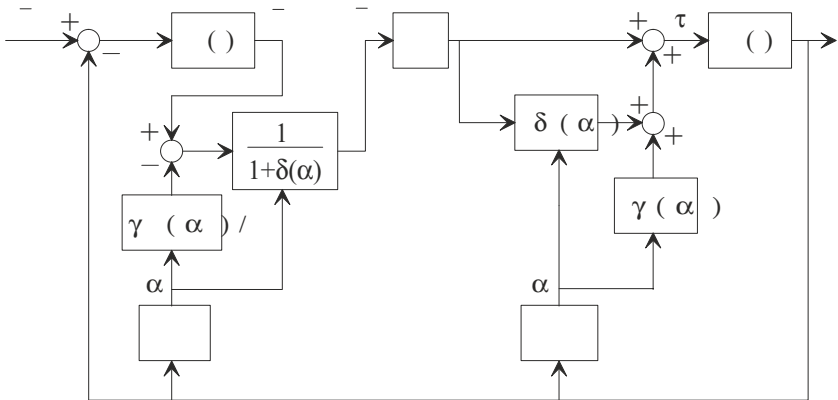 − − −
+ + τ
( ) ( )
− +
+ +
δ ( α )
1
1+δ(α)
− +
γ ( α ) /
γ ( α )
α α